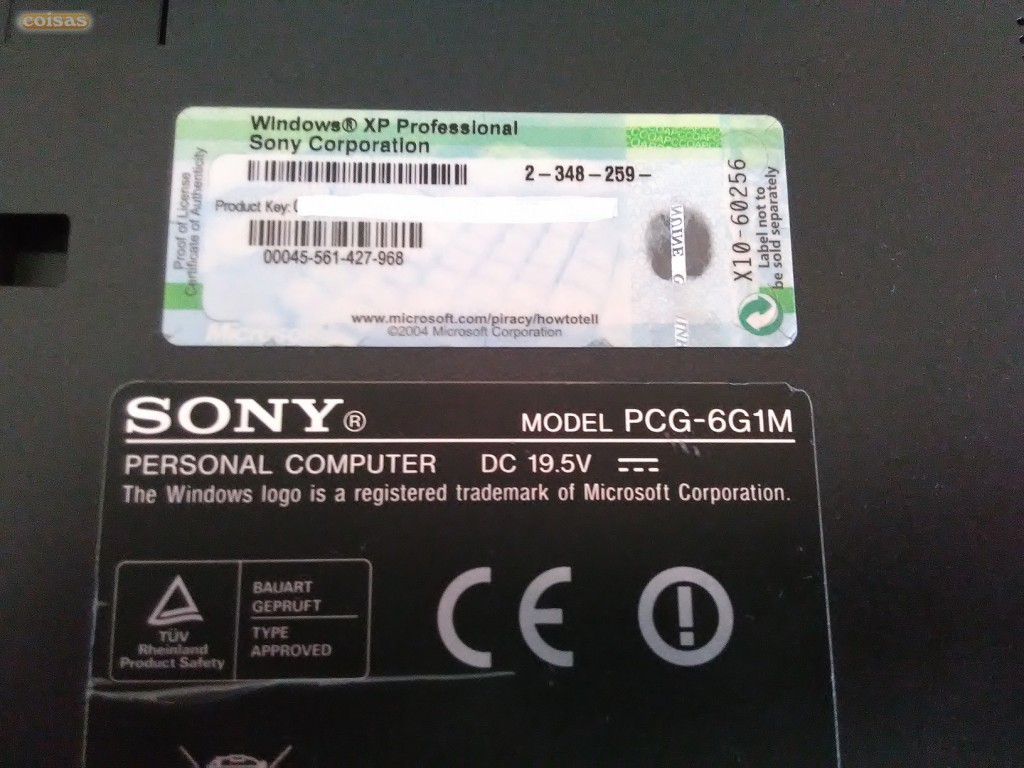 coisas
Windows® XP Professional
Sony Corporation
2-348-259-
Product Key:
00045-561-427-968
www.microsoft.com/piracy/howtotell
©2004 Microsoft Corporation
Proof of License
Certificate of Authenticity
X10-60256
Label not to
be sold separately
SONY®
MODEL PCG-6G1M
PERSONAL COMPUTER DC 19.5V
The Windows logo is a registered trademark of Microsoft Corporation.
TÜV
Rheinland
Product Safety
BAUART
GEPRUFT
TYPE
APPROVED
CE